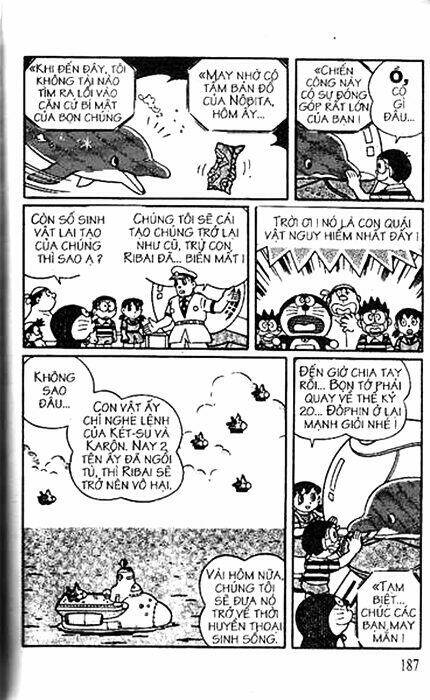 «KHI ĐẾN ĐÂY, TÔI
KHÔNG TÀI NÀO
TÌM RA LỐI VÀO
CĂN CỨ BÍ MẬT
CỦA BỌN CHÚNG
«MAY NHỜ CÓ
TẤM BẢN ĐỒ
CỦA NÔBITA,
HÔM ẤY...
«CHIẾN
CÔNG NÀY
CÓ SỰ ĐÓNG
GÓP RẤT LỚN
CỦA BẠN !
Ồ,
CÓ
GÌ
ĐÂU...
CÒN SỐ SINH
VẬT LAI TẠO
CỦA CHÚNG
THÌ SAO Ạ ?
CHÚNG TÔI SẼ CẢI
TẠO CHÚNG TRỞ LẠI
NHƯ CŨ, TRỪ CON
RIBAI ĐÃ... BIẾN MẤT !
TRỜI ƠI ! NÓ LÀ CON QUÁI
VẬT NGUY HIỂM NHẤT ĐẤY !
KHÔNG
SAO
ĐÂU...
CON VẬT ẤY
CHỈ NGHE LỆNH
CỦA KÉT-SU VÀ
KARÔN. NAY 2
TÊN ẤY ĐÃ NGỒI
TÙ, THÌ RIBAI SẼ
TRỞ NÊN VÔ HẠI.
VÀI HÔM NỮA,
CHÚNG TÔI
SẼ ĐƯA NÓ
TRỞ VỀ THỜI
HUYỀN THOẠI
SINH SỐNG.
ĐẾN GIỜ CHIA TAY
RỒI... BỌN TỚ PHẢI
QUAY VỀ THẾ KỶ
20... ĐÔPHIN Ở LẠI
MẠNH GIỎI NHÉ !
«TẠM
BIỆT...
CHÚC CÁC
BẠN MAY
MẮN !
187